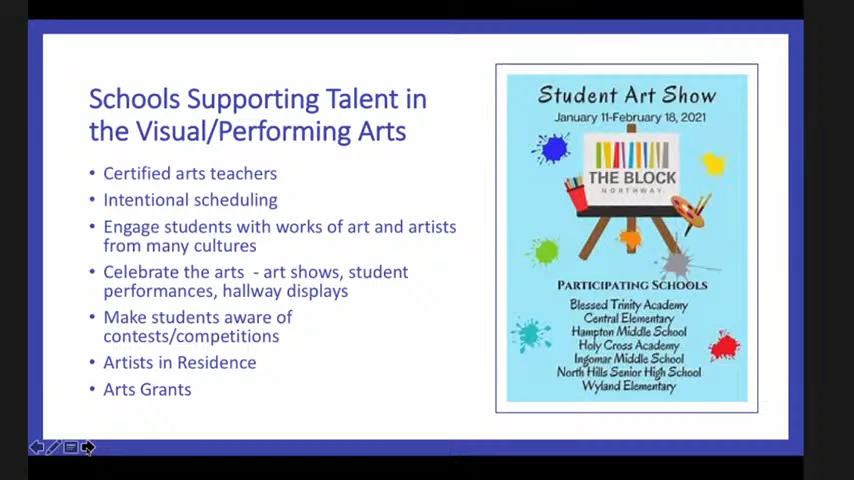 Schools Supporting Talent in
the Visual/Performing Arts
• Certified arts teachers
• Intentional scheduling
• Engage students with works of art and artists
from many cultures
• Celebrate the arts  - art shows, student
performances, hallway displays
• Make students aware of
contests/competitions
• Artists in Residence
• Arts Grants
Student Art Show
January 11-February 18, 2021
THE BLOCK
NORTHWAY
PARTICIPATING SCHOOLS
Blessed Trinity Academy
Central Elementary
Hampton Middle School
Holy Cross Academy
Ingomar Middle School
North Hills Senior High School
Wyland Elementary